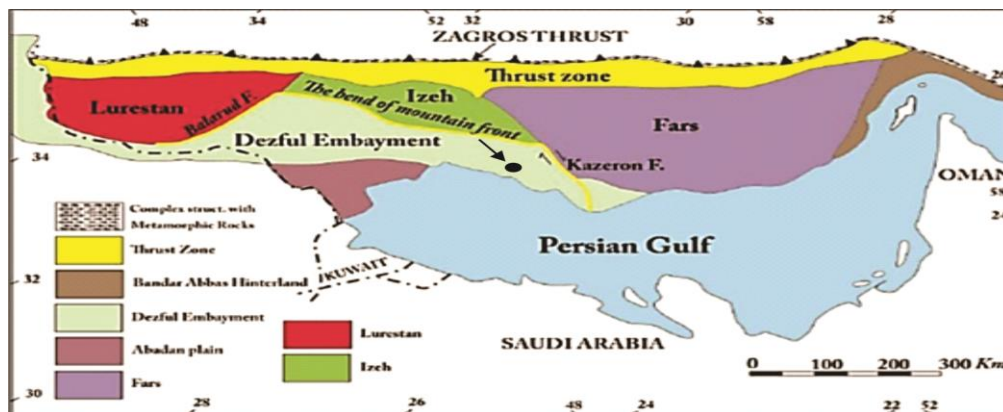 48 34 52 32 30 58 28
ZAGROS THRUST
Thrust zone
Lurestan
Balarud F.
The bend of mountain front
Izeh
Fars
Dezful Embayment
Kazeron F.
34
OMAN
Persian Gulf
KUWAIT
32
SAUDI ARABIA
Complex struct. with
Metamorphic Rocks
Thrust Zone
Bandar Abbas Hinterland
Dezful Embayment
Abadan plain
Fars
Lurestan
Izeh
0 100 200 300 Km
30
28 26 48 24 22 52